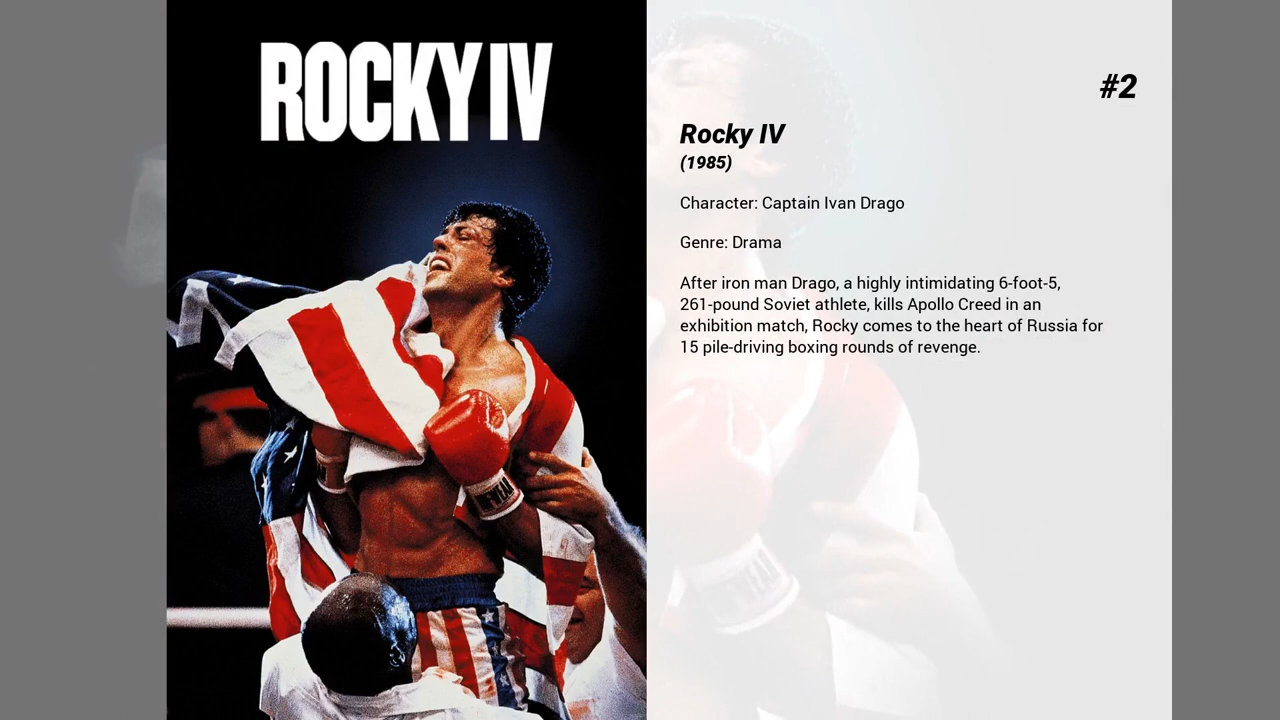 ROCKY IV
#2
Rocky IV
(1985)
Character: Captain Ivan Drago
Genre: Drama
After iron man Drago, a highly intimidating 6-foot-5,
261-pound Soviet athlete, kills Apollo Creed in an
exhibition match, Rocky comes to the heart of Russia for
15 pile-driving boxing rounds of revenge.